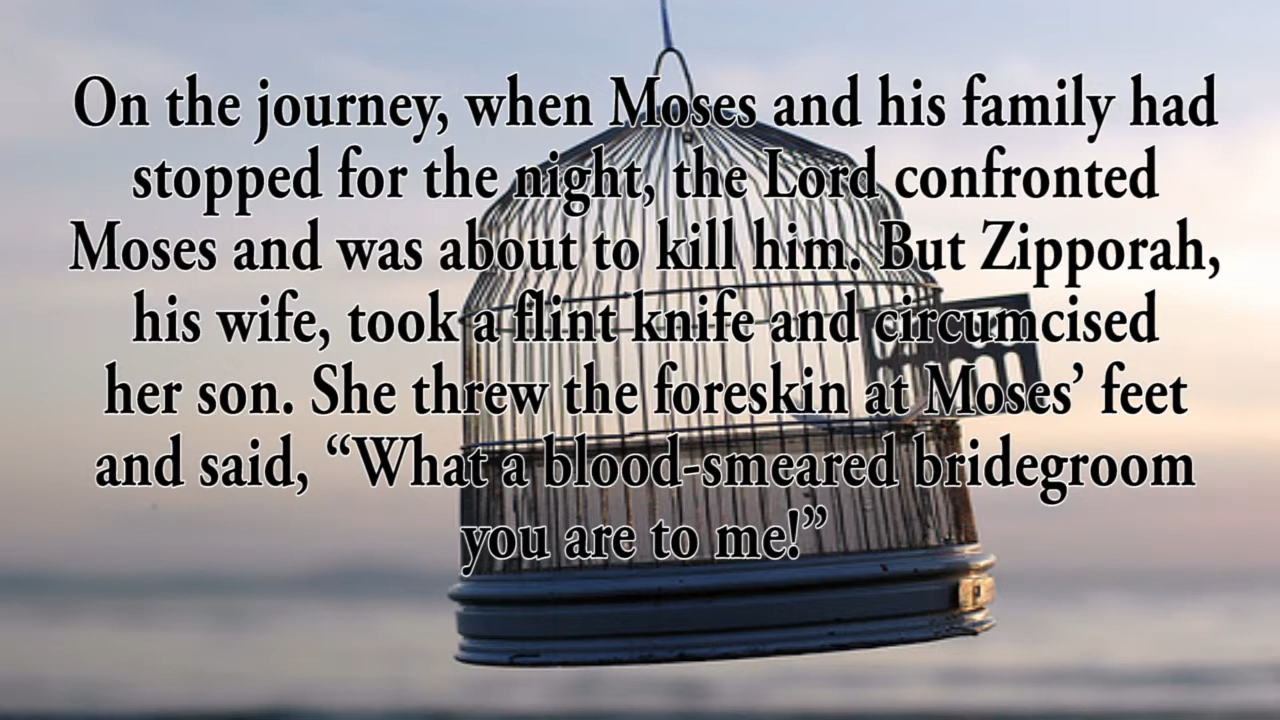 On the journey, when Moses and his family had
stopped for the night, the Lord confronted
Moses and was about to kill him. But Zipporah,
his wife, took a flint knife and circumcised
her son. She threw the foreskin at Moses’ feet
and said, “What a blood-smeared bridegroom
you are to me!”